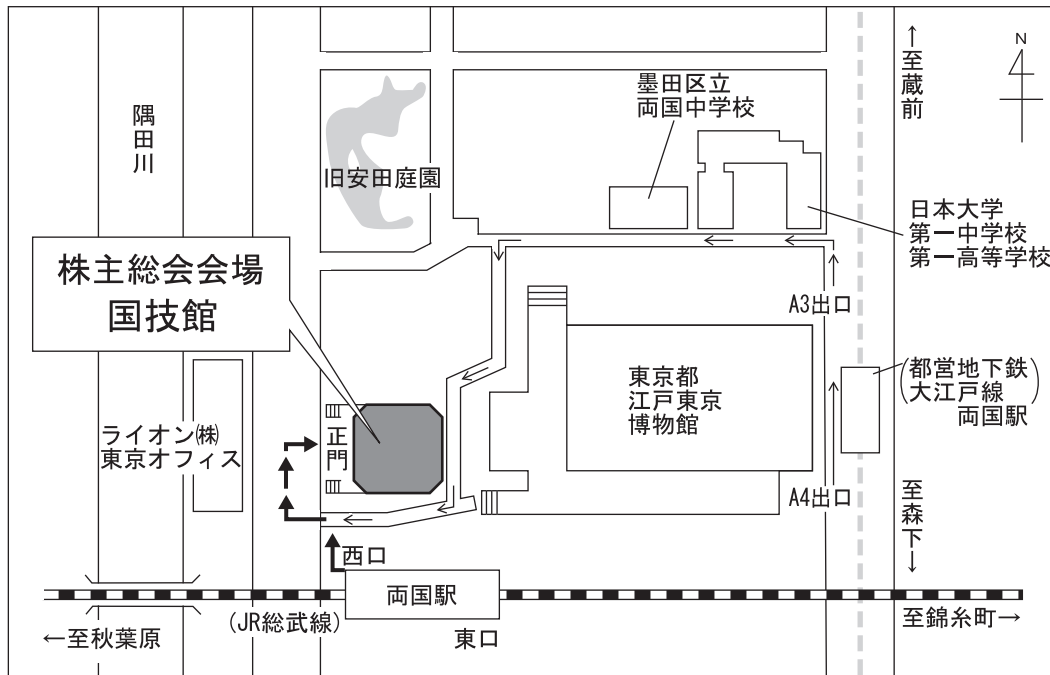 隅田川
旧安田庭園
墨田区立
両国中学校
↑至蔵前
N
日本大学
第一中学校
第一高等学校
株主総会会場
国技館
A3出口
東京都
江戸東京
博物館
(都営地下鉄
大江戸線)
両国駅
正門
ライオン㈱
東京オフィス
A4出口
至森下↓
西口
両国駅
(JR総武線)
←至秋葉原
東口
至錦糸町→